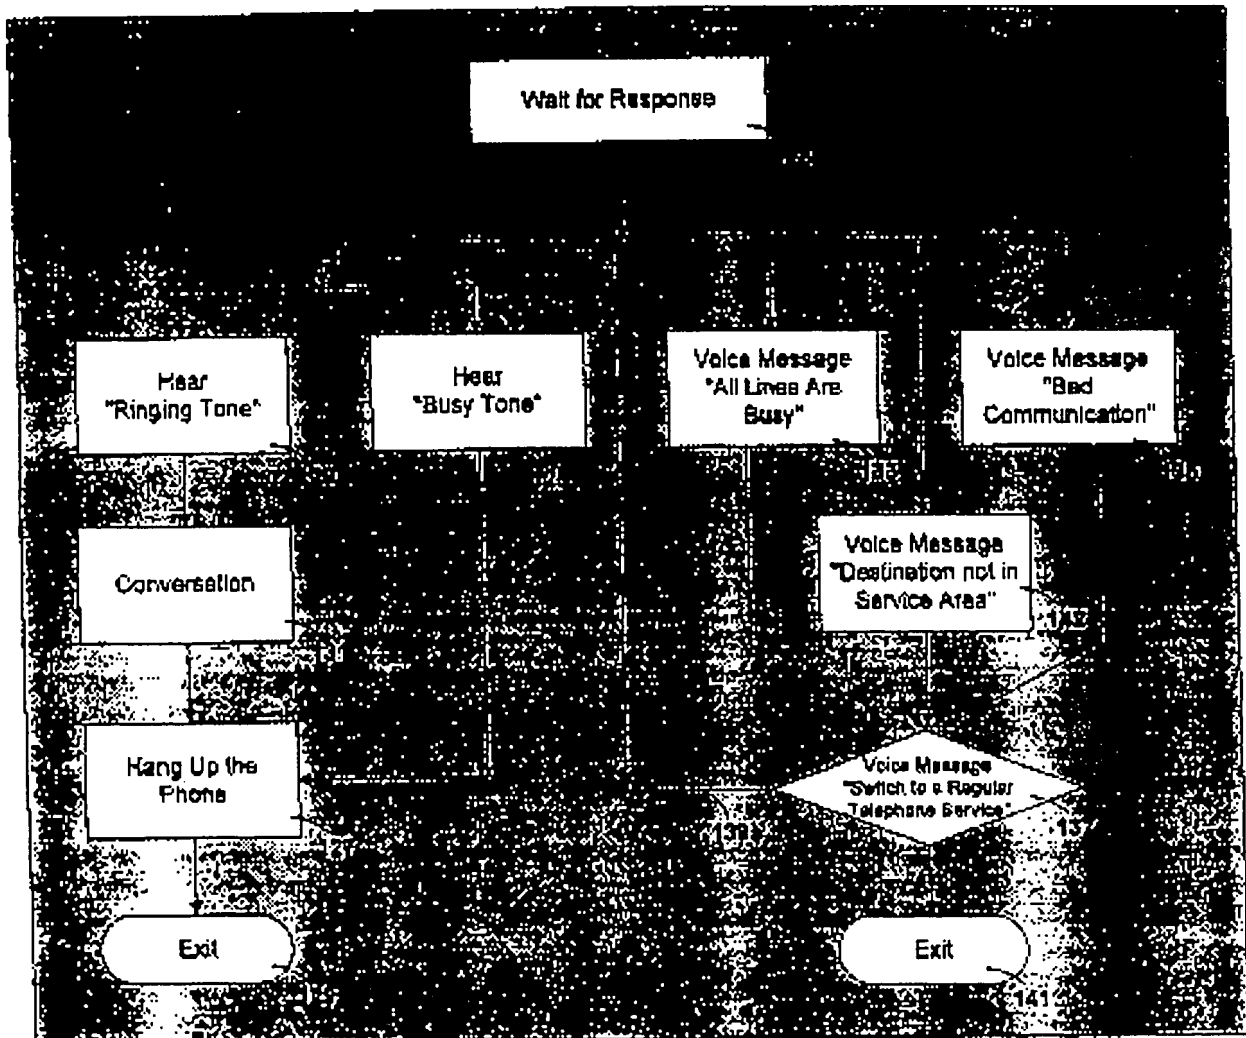 Wait for Response
Hear
"Ringing Tone"
Hear
"Busy Tone"
Voice Message
"All Lines Are
Busy"
Voice Message
"Bad
Communication"
Conversation
Voice Message
"Destination not in
Service Area"
142
Hang Up the
Phone
Voice Message
"Switch to a Regular
Telephone Service"
Exit
Exit
141